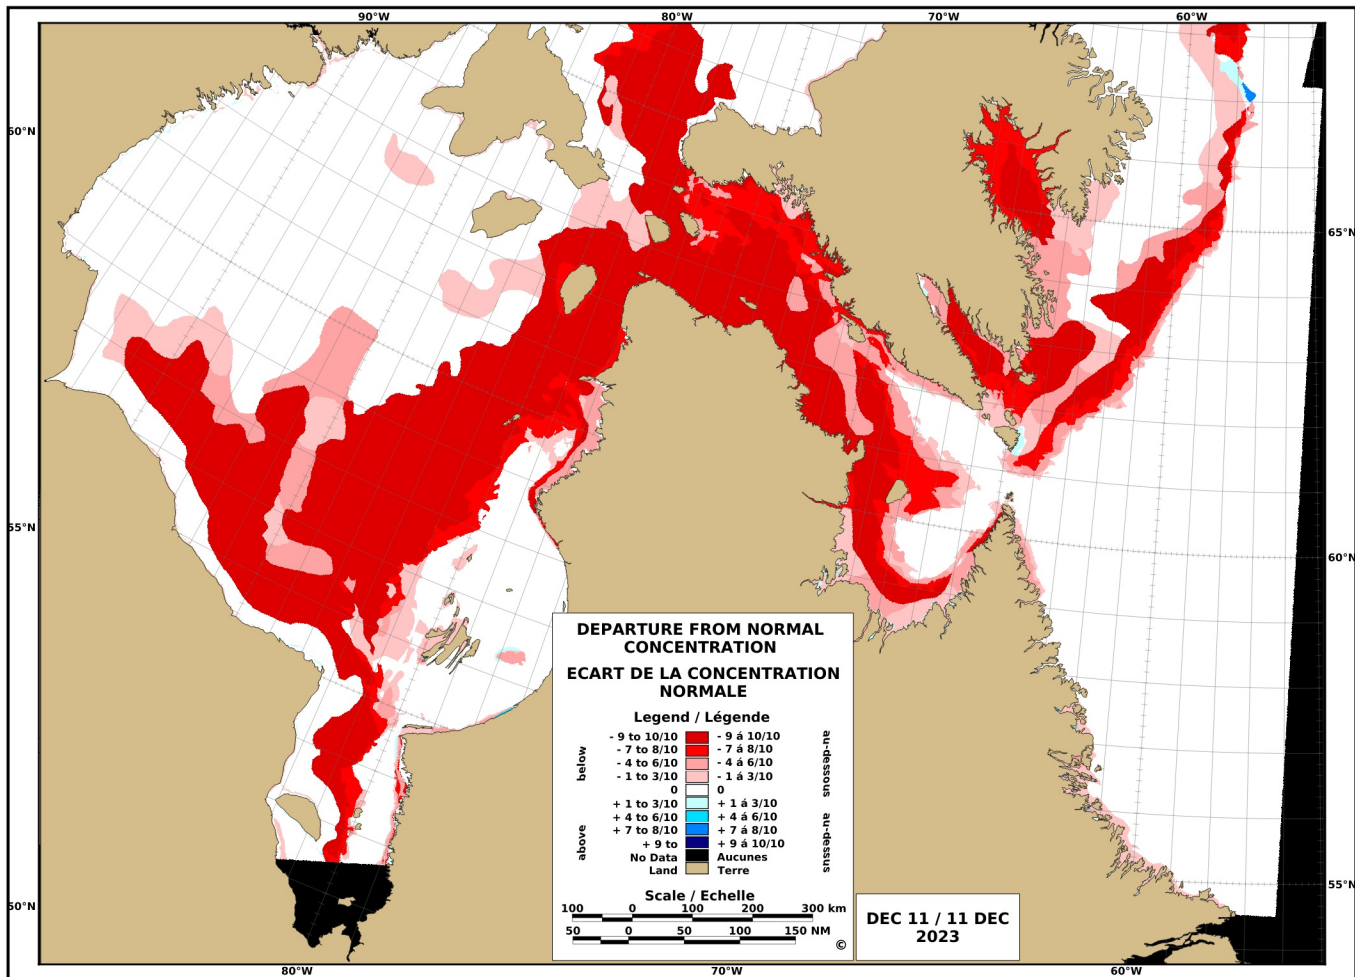 90°W 80°W 70°W 60°W
60°N
65°N
55°N
60°N
50°N
55°N
80°W 70°W 60°W
DEPARTURE FROM NORMAL
CONCENTRATION
ECART DE LA CONCENTRATION
NORMALE
Legend / Légende
below
above
- 9 to 10/10 - 9 á 10/10
- 7 to 8/10 - 7 á 8/10
- 4 to 6/10 - 4 á 6/10
- 1 to 3/10 - 1 á 3/10
0 0
+ 1 to 3/10 + 1 á 3/10
+ 4 to 6/10 + 4 á 6/10
+ 7 to 8/10 + 7 á 8/10
+ 9 to + 9 á 10/10
No Data Aucunes
Land Terre
au-dessous
au-dessus
Scale / Echelle
100 0 100 200 300 km
50 0 50 100 150 NM
©
DEC 11 / 11 DEC
2023